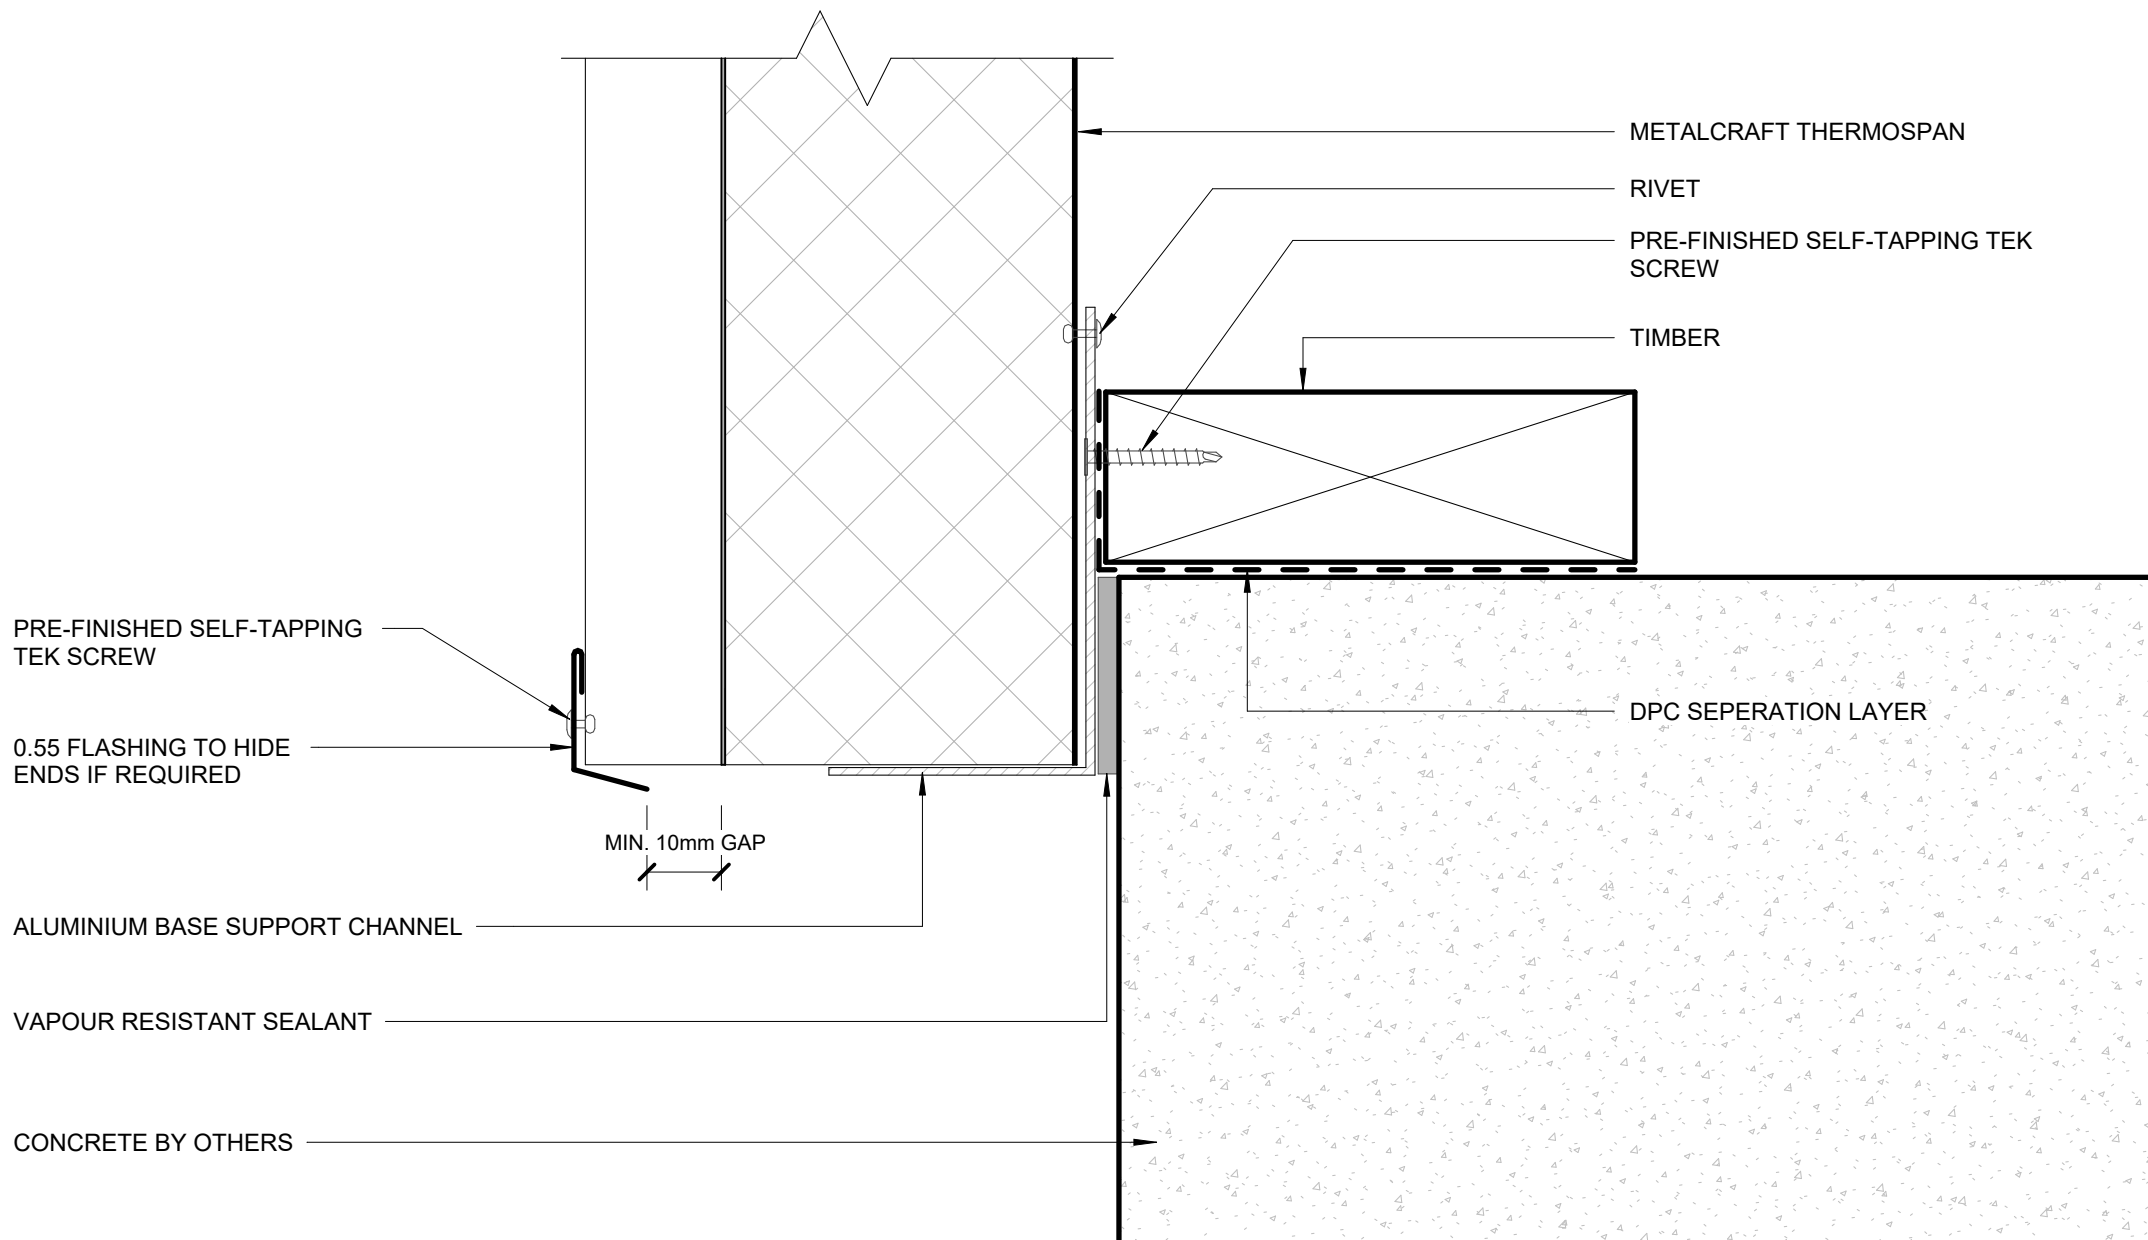 METALCRAFT THERMOSPAN
RIVET
PRE-FINISHED SELF-TAPPING TEK
SCREW
TIMBER
PRE-FINISHED SELF-TAPPING
TEK SCREW
DPC SEPERATION LAYER
0.55 FLASHING TO HIDE
ENDS IF REQUIRED
MIN. 10mm GAP
ALUMINIUM BASE SUPPORT CHANNEL
VAPOUR RESISTANT SEALANT
CONCRETE BY OTHERS